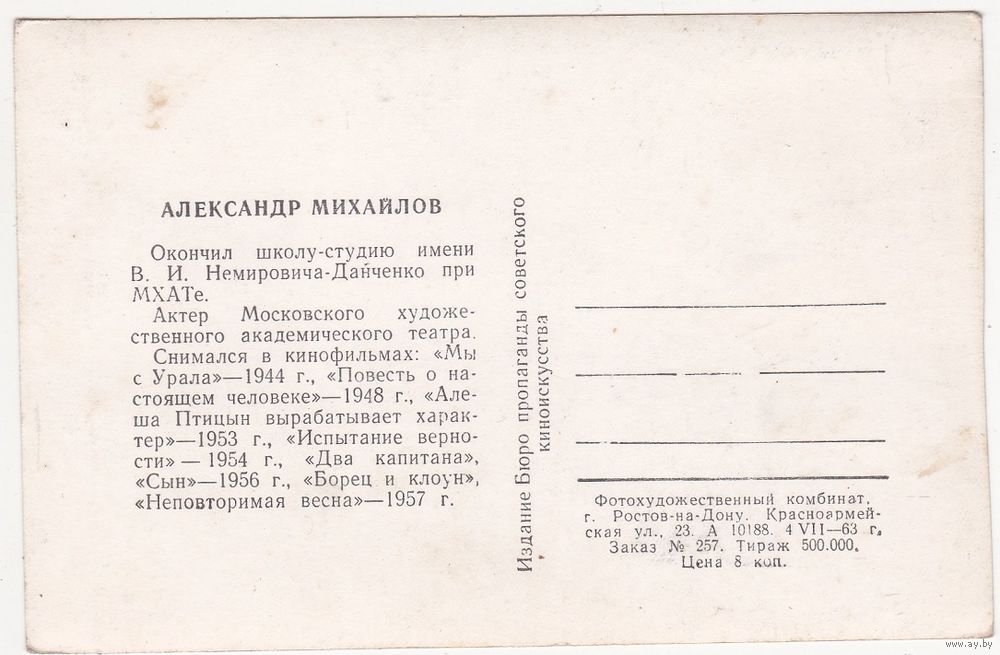 АЛЕКСАНДР МИХАЙЛОВ
Окончил школу-студию имени
В. И. Немировича-Данченко при
МХАТе.
Актер Московского художе-
ственного академического театра.
Снимался в кинофильмах: «Мы
с Урала»—1944 г., «Повесть о на-
стоящем человеке»—1948 г., «Але-
ша Птицын вырабатывает харак-
тер»—1953 г., «Испытание верно-
сти» — 1954 г., «Два капитана»,
«Сын»—1956 г., «Борец и клоун»,
«Неповторимая весна»—1957 г.
Издание Бюро пропаганды советского
киноискусства
Фотохудожественный комбинат,
г. Ростов-на-Дону, Красноармей-
ская ул., 23. А 10188. 4 VII—63 г.
Заказ № 257. Тираж 500.000.
Цена 8 коп.
www.ay.by